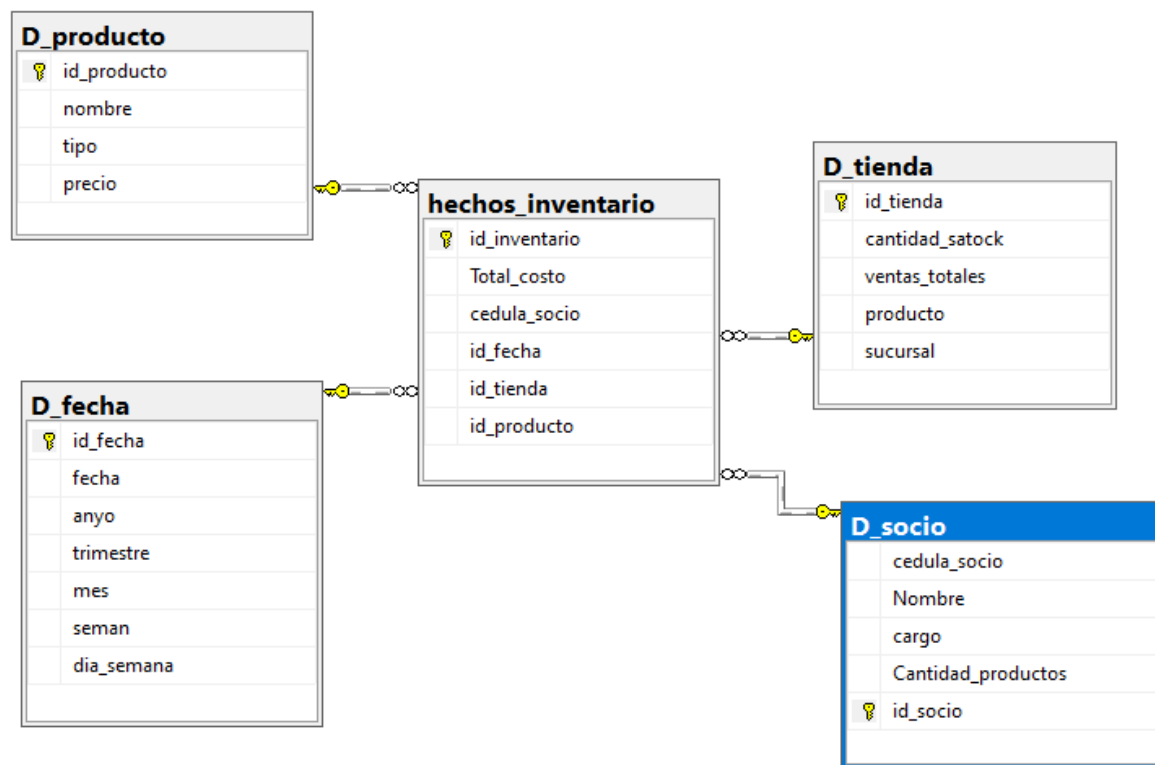 D_producto
id_producto
nombre
tipo
precio
hechos_inventario
id_inventario
Total_costo
cedula_socio
id_fecha
id_tienda
id_producto
D_tienda
id_tienda
cantidad_satock
ventas_totales
producto
sucursal
D_fecha
id_fecha
fecha
anyo
trimestre
mes
seman
dia_semana
D_socio
cedula_socio
Nombre
cargo
Cantidad_productos
id_socio